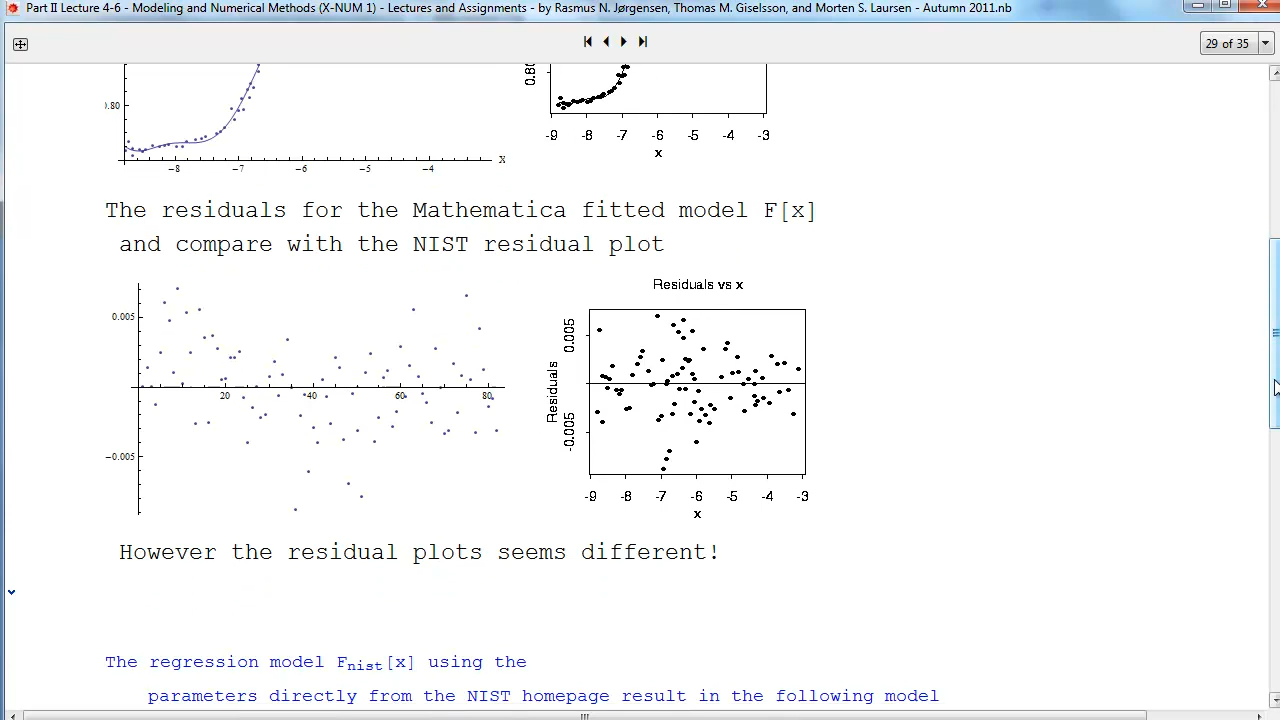 Part II Lecture 4-6 - Modeling and Numerical Methods (X-NUM 1) - Lectures and Assignments - by Rasmus N. Jørgensen, Thomas M. Giselsson, and Morten S. Laursen - Autumn 2011.nb
29 of 35
0.80
-8 -7 -6 -5 -4 x
0.80
-9 -8 -7 -6 -5 -4 -3
x
The residuals for the Mathematica fitted model F[x]
and compare with the NIST residual plot
0.005
20 40 60 80
-0.005
Residuals vs x
Residuals
0.005
-0.005
-9 -8 -7 -6 -5 -4 -3
x
However the residual plots seems different!
The regression model Fnist[x] using the
parameters directly from the NIST homepage result in the following model